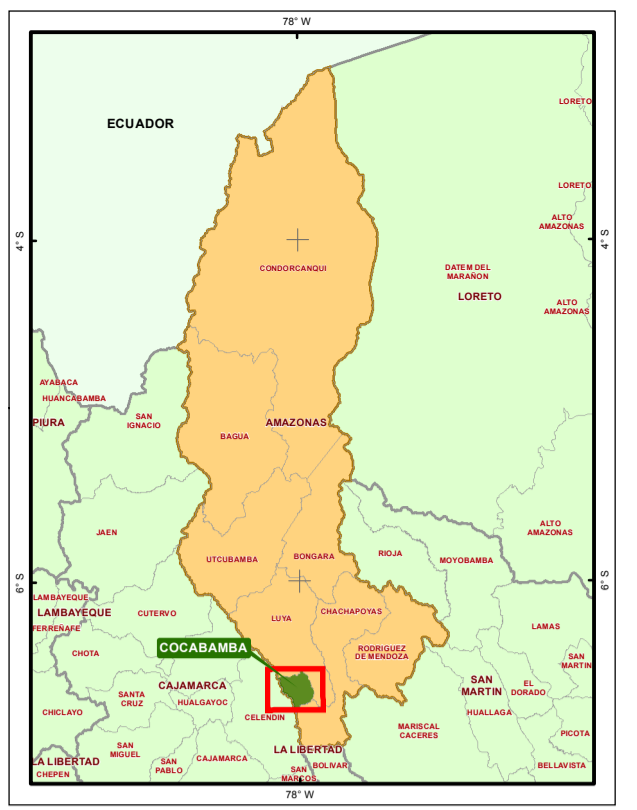 78° W
LORETO
ECUADOR
LORETO
ALTO
AMAZONAS
4° S
4° S
CONDORCANQUI
DATEM DEL
MARAÑON
LORETO
ALTO
AMAZONAS
AYABACA
HUANCABAMBA
SAN
IGNACIO
PIURA
AMAZONAS
BAGUA
JAEN
ALTO
AMAZONAS
UTCUBAMBA
BONGARA
RIOJA
MOYOBAMBA
6° S
6° S
LAMBAYEQUE
LAMBAYEQUE
FERREÑAFE
CUTERVO
LUYA
CHACHAPOYAS
LAMAS
CHOTA
COCABAMBA
RODRIGUEZ
DE MENDOZA
SAN
MARTIN
CAJAMARCA
SANTA
CRUZ
HUALGAYOC
SAN
MARTIN
EL
DORADO
CHICLAYO
CELENDIN
HUALLAGA
MARISCAL
CACERES
PICOTA
SAN
MIGUEL
LA LIBERTAD
LA LIBERTAD
CHEPEN
SAN
PABLO
CAJAMARCA
SAN
MARCOS
BOLIVAR
BELLAVISTA
78° W